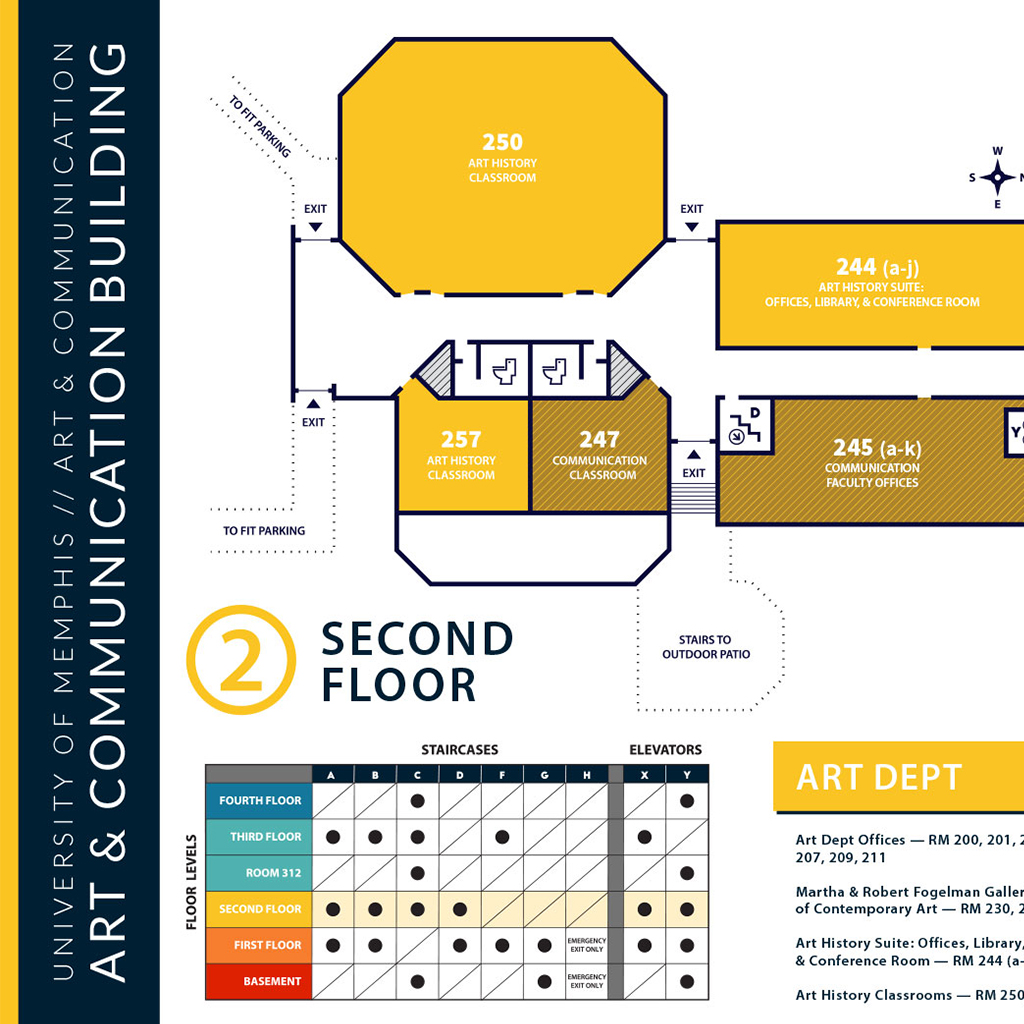 UNIVERSITY OF MEMPHIS // ART & COMMUNICATION
ART & COMMUNICATION BUILDING
TO FIT PARKING
250
ART HISTORY
CLASSROOM
W
S
N
E
EXIT
EXIT
244 (a-j)
ART HISTORY SUITE:
OFFICES, LIBRARY, & CONFERENCE ROOM
EXIT
257
ART HISTORY
CLASSROOM
247
COMMUNICATION
CLASSROOM
EXIT
D
245 (a-k)
COMMUNICATION
FACULTY OFFICES
Y
TO FIT PARKING
STAIRS TO
OUTDOOR PATIO
2
SECOND
FLOOR
STAIRCASES
ELEVATORS
A B C D F G H X Y
FLOOR LEVELS
FOURTH FLOOR
THIRD FLOOR
ROOM 312
SECOND FLOOR
FIRST FLOOR
EMERGENCY
EXIT ONLY
BASEMENT
EMERGENCY
EXIT ONLY
ART DEPT
Art Dept Offices — RM 200, 201, 2
207, 209, 211
Martha & Robert Fogelman Galler
of Contemporary Art — RM 230, 2
Art History Suite: Offices, Library,
& Conference Room — RM 244 (a-
Art History Classrooms — RM 250